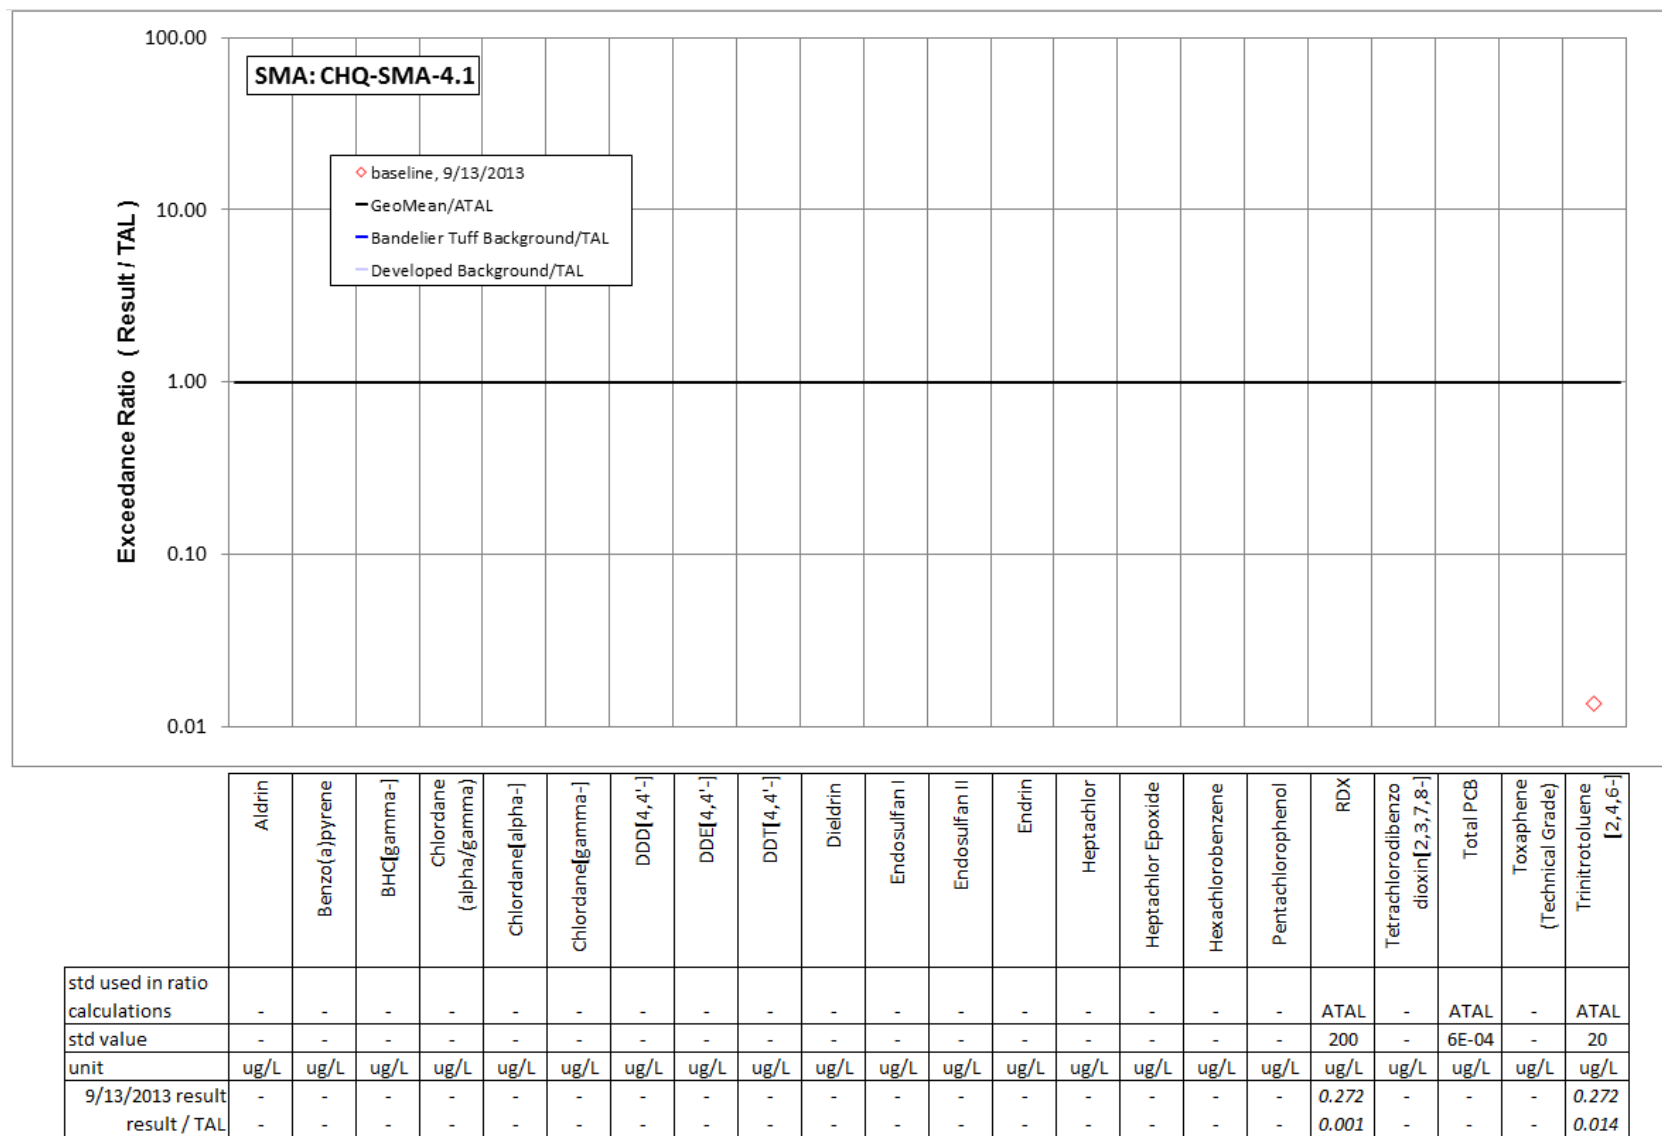 100.00
SMA: CHQ-SMA-4.1
baseline, 9/13/2013
GeoMean/ATAL
Bandelier Tuff Background/TAL
Developed Background/TAL
10.00
1.00
0.10
0.01
Exceedance Ratio ( Result / TAL )
Aldrin
Benzo(a)pyrene
BHC[gamma-]
Chlordane
(alpha/gamma)
Chlordane[alpha-]
Chlordane[gamma-]
DDD[4,4'-]
DDE[4,4'-]
DDT[4,4'-]
Dieldrin
Endosulfan I
Endosulfan II
Endrin
Heptachlor
Heptachlor Epoxide
Hexachlorobenzene
Pentachlorophenol
RDX
Tetrachlorodibenzo
dioxin[2,3,7,8-]
Total PCB
Toxaphene
(Technical Grade)
Trinitrotoluene
[2,4,6-]
std used in ratio
calculations - - - - - - - - - - - - - - - - - ATAL - ATAL - ATAL
std value - - - - - - - - - - - - - - - - - 200 - 6E-04 - 20
unit ug/L ug/L ug/L ug/L ug/L ug/L ug/L ug/L ug/L ug/L ug/L ug/L ug/L ug/L ug/L ug/L ug/L ug/L ug/L ug/L ug/L ug/L
9/13/2013 result - - - - - - - - - - - - - - - - - 0.272 - - - 0.272
result / TAL - - - - - - - - - - - - - - - - - 0.001 - - - 0.014